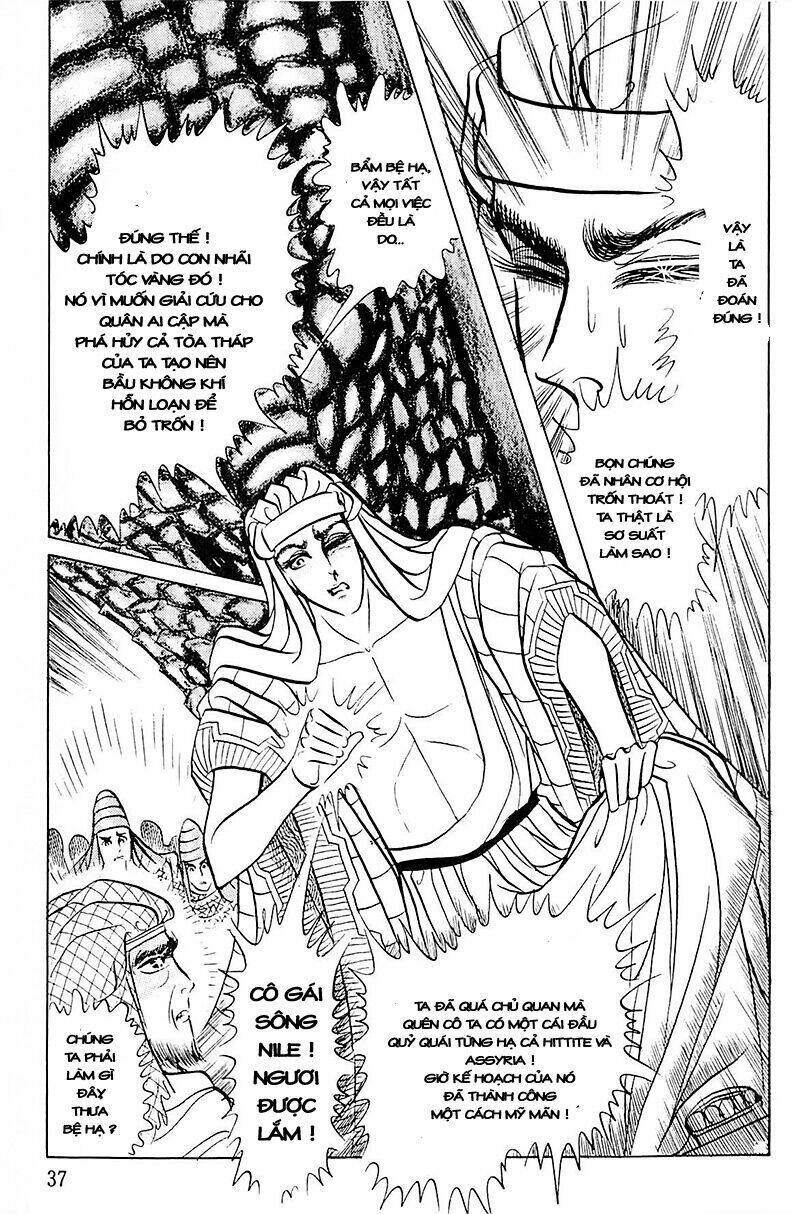 VẬY
LÀ
TA
ĐÃ
ĐOÁN
ĐÚNG !
BỌN CHÚNG
ĐÃ NHÂN CƠ HỘI
TRỐN THOÁT !
TA THẬT LÀ
SƠ SUẤT
LÀM SAO !
BẨM BỆ HẠ,
VẬY TẤT
CẢ MỌI VIỆC
ĐỀU LÀ
DO...
ĐÚNG THẾ !
CHÍNH LÀ DO CON NHÃI
TÓC VÀNG ĐÓ !
NÓ VÌ MUỐN GIẢI CỨU CHO
QUÂN AI CẬP MÀ
PHÁ HỦY CẢ TÒA THÁP
CỦA TA TẠO NÊN
BẦU KHÔNG KHÍ
HỖN LOẠN ĐỂ
BỎ TRỐN !
TA ĐÃ QUÁ CHỦ QUAN MÀ
QUÊN CÔ TA CÓ MỘT CÁI ĐẦU
QUỶ QUÁI TỪNG HẠ CẢ HITTITE VÀ
ASSYRIA !
GIỜ KẾ HOẠCH CỦA NÓ
ĐÃ THÀNH CÔNG
MỘT CÁCH MỸ MÃN !
CÔ GÁI
SÔNG
NILE !
NGƯƠI
ĐƯỢC
LẮM !
CHÚNG
TA PHẢI
LÀM GÌ
ĐÂY
THƯA
BỆ HẠ ?
37